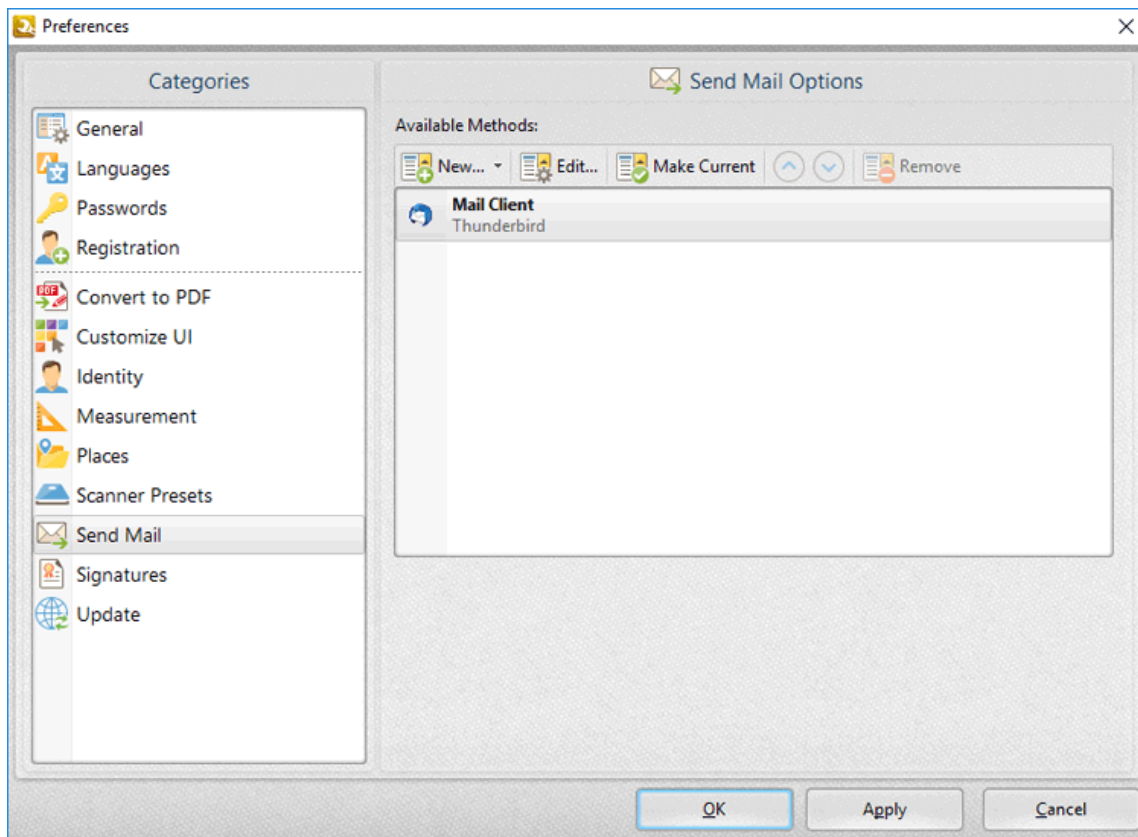 Preferences
Categories
General
Languages
Passwords
Registration
Convert to PDF
Customize UI
Identity
Measurement
Places
Scanner Presets
Send Mail
Signatures
Update
Send Mail Options
Available Methods:
New... Edit... Make Current Remove
Mail Client
Thunderbird
OK Apply Cancel